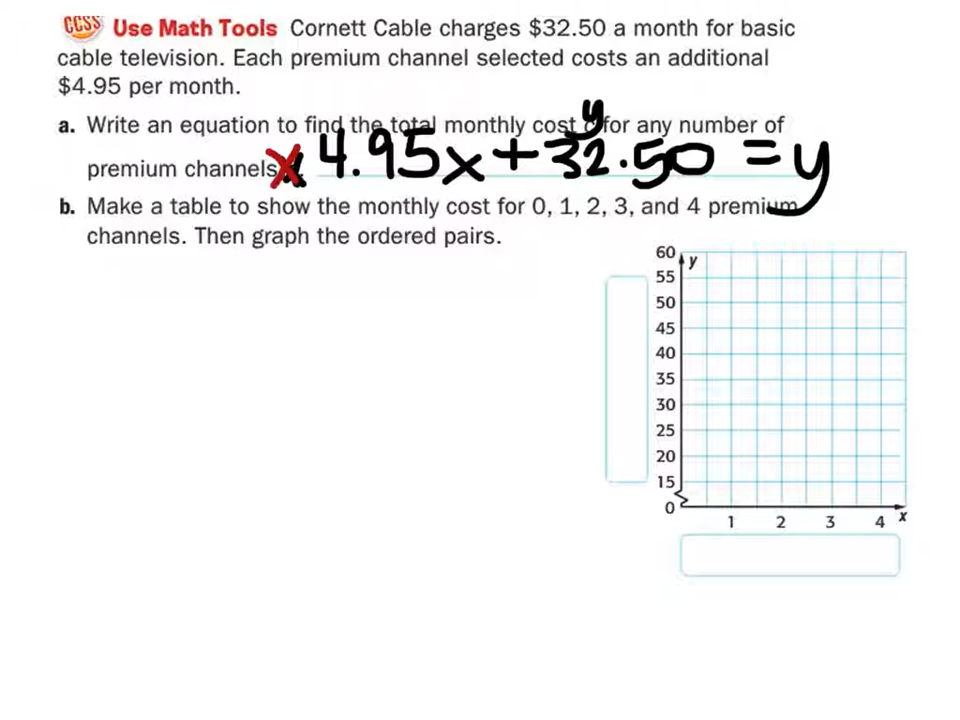 CCSS Use Math Tools Cornett Cable charges $32.50 a month for basic
cable television. Each premium channel selected costs an additional
$4.95 per month.
y
a. Write an equation to find the total monthly cost for any number of
premium channels x 4.95x + 32.50 = y
b. Make a table to show the monthly cost for 0, 1, 2, 3, and 4 premium
channels. Then graph the ordered pairs.
60
y
55
50
45
40
35
30
25
20
15
0
1 2 3 4 x